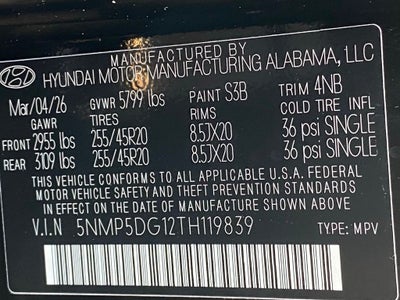 MANUFACTURED BY
HYUNDAI MOTOR MANUFACTURING ALABAMA, LLC
Mar/04/26 GVWR 5799 lbs PAINT S3B TRIM 4NB
GAWR TIRES RIMS COLD TIRE INFL
FRONT 2955 lbs 255/45R20 8.5JX20 36 psi SINGLE
REAR 3109 lbs 255/45R20 8.5JX20 36 psi SINGLE
THIS VEHICLE CONFORMS TO ALL APPLICABLE U.S.A. FEDERAL
MOTOR VEHICLE SAFETY AND THEFT PREVENTION STANDARDS
IN EFFECT ON THE DATE OF MANUFACTURE SHOWN ABOVE
V.I.N 5NMP5DG12TH119839 TYPE: MPV